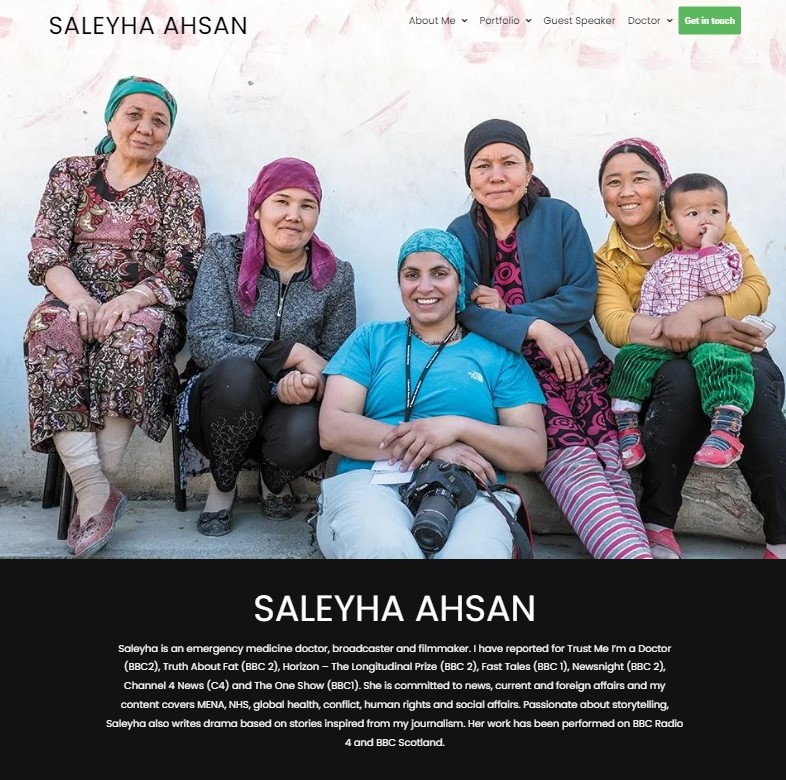 SALEYHA AHSAN
About Me
Portfolio
Guest Speaker
Doctor
Get in touch
SALEYHA AHSAN
Saleyha is an emergency medicine doctor, broadcaster and filmmaker. I have reported for Trust Me I'm a Doctor
(BBC2), Truth About Fat (BBC 2), Horizon – The Longitudinal Prize (BBC 2), Fast Tales (BBC 1), Newsnight (BBC 2),
Channel 4 News (C4) and The One Show (BBC1). She is committed to news, current and foreign affairs and my
content covers MENA, NHS, global health, conflict, human rights and social affairs. Passionate about storytelling,
Saleyha also writes drama based on stories inspired from my journalism. Her work has been performed on BBC Radio
4 and BBC Scotland.